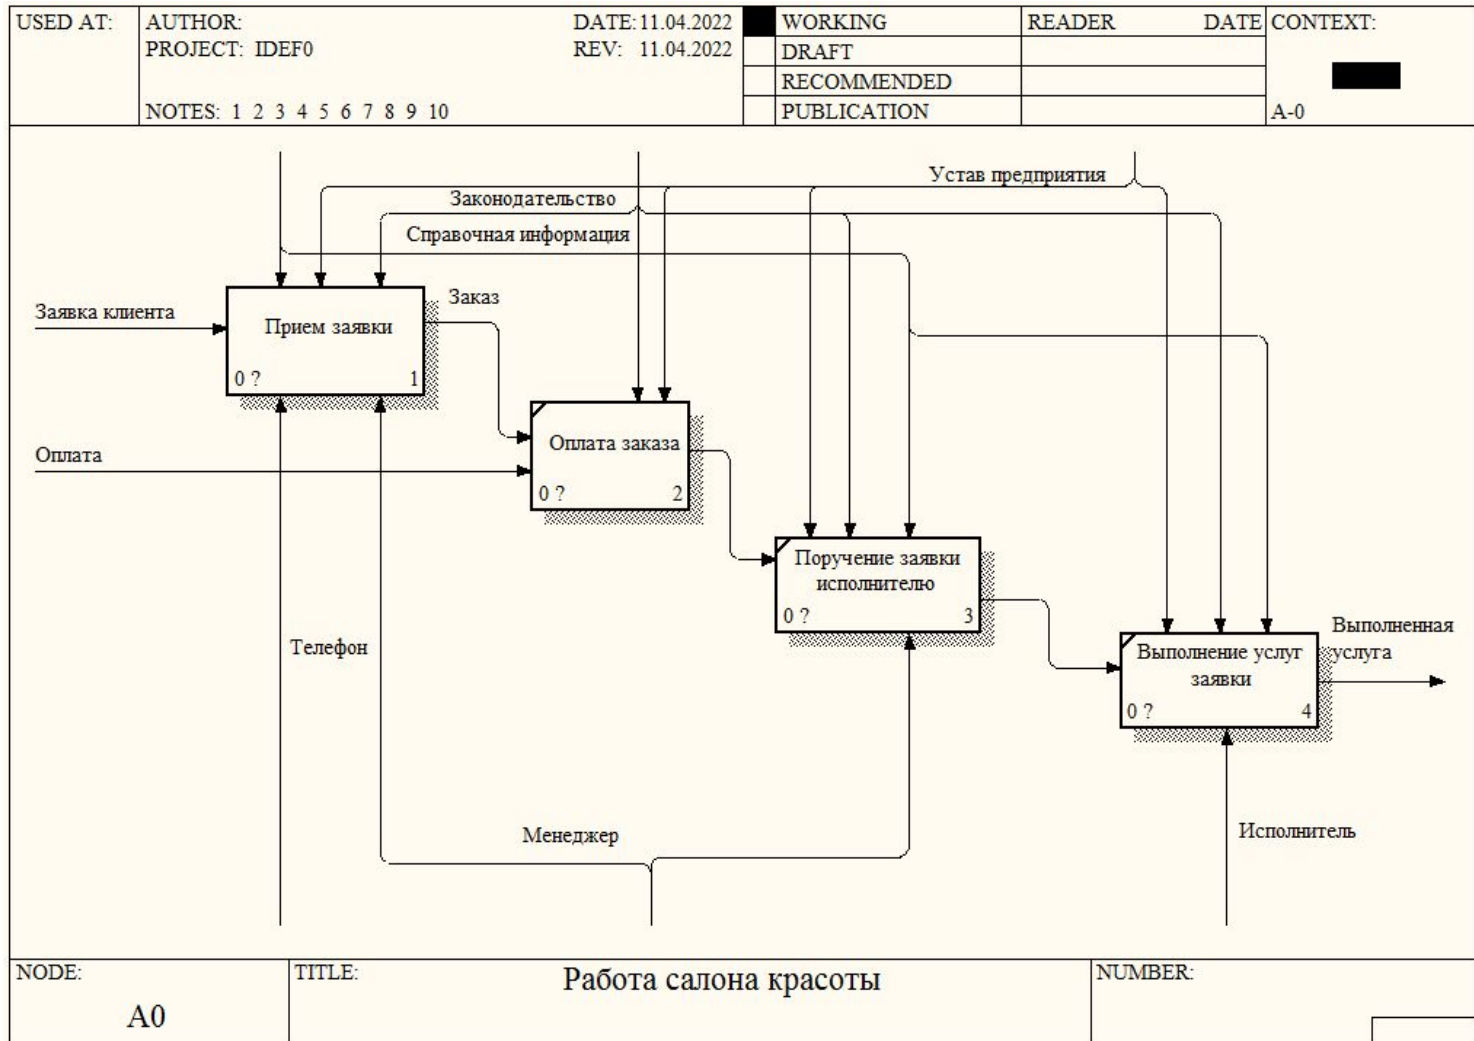 USED AT:
AUTHOR:
DATE: 11.04.2022
WORKING
READER
DATE
CONTEXT:
PROJECT: IDEF0
REV: 11.04.2022
DRAFT
RECOMMENDED
NOTES: 1 2 3 4 5 6 7 8 9 10
PUBLICATION
A-0
Устав предприятия
Законодательство
Справочная информация
Заявка клиента
Заказ
Прием заявки
0 ?
1
Оплата
Оплата заказа
0 ?
2
Поручение заявки
исполнителю
0 ?
3
Телефон
Выполненная
услуга
Выполнение услуг
заявки
0 ?
4
Менеджер
Исполнитель
NODE:
A0
TITLE:
Работа салона красоты
NUMBER: